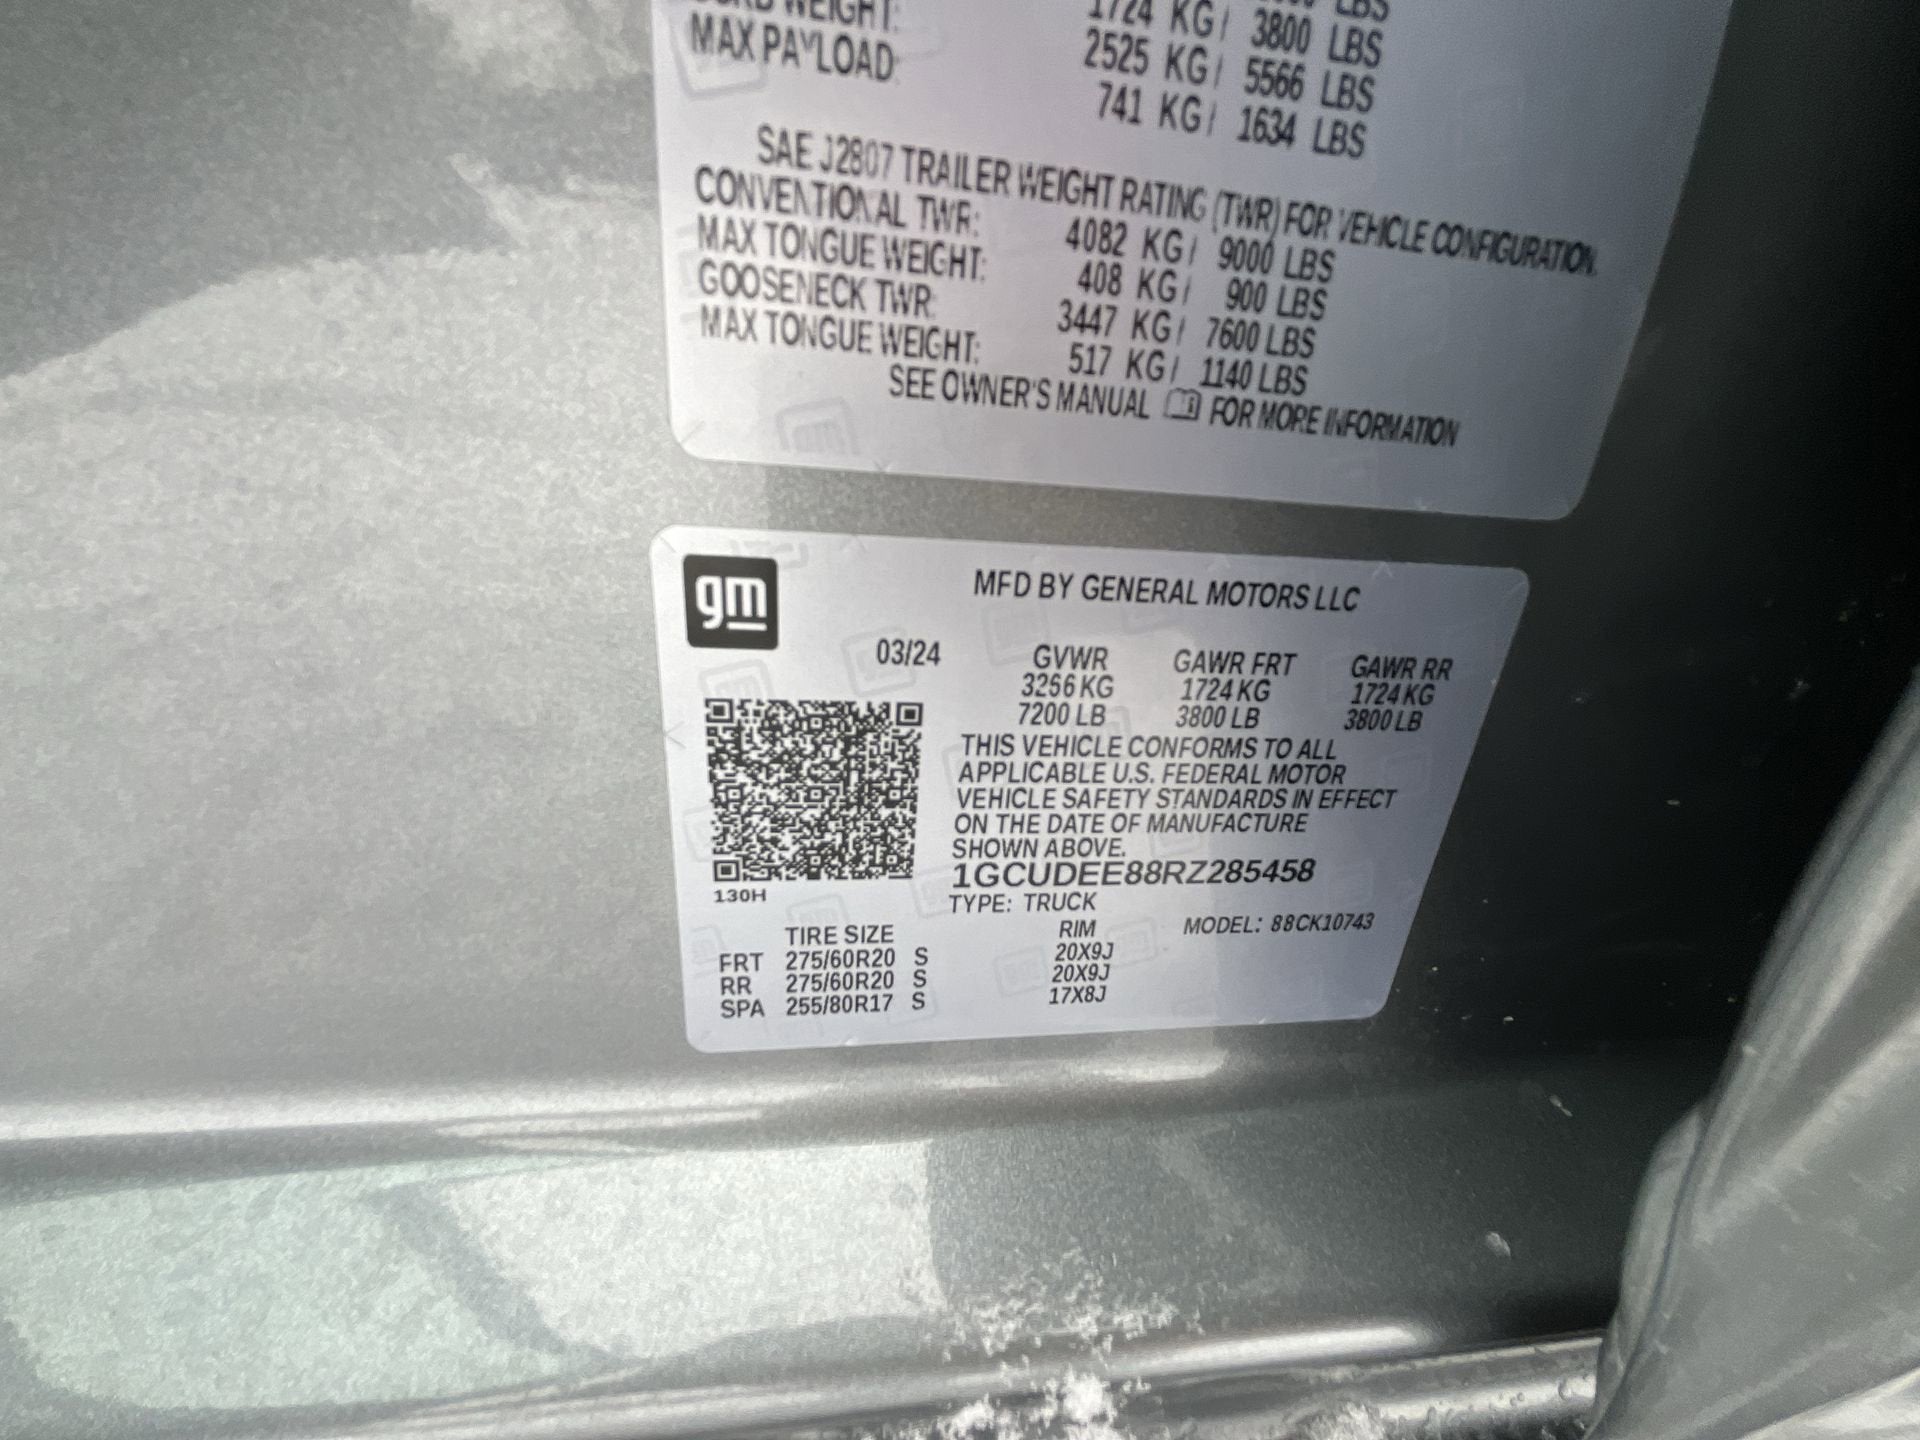 WEIGHT:
MAX PAYLOAD:
LBS
1724 KG / 3800 LBS
2525 KG / 5566 LBS
741 KG / 1634 LBS
SAE J2807 TRAILER WEIGHT RATING (TWR) FOR VEHICLE CONFIGURATION.
CONVENTIONAL TWR: 4082 KG / 9000 LBS
MAX TONGUE WEIGHT: 408 KG / 900 LBS
GOOSENECK TWR: 3447 KG / 7600 LBS
MAX TONGUE WEIGHT: 517 KG / 1140 LBS
SEE OWNER'S MANUAL FOR MORE INFORMATION
gm
MFD BY GENERAL MOTORS LLC
03/24 GVWR GAWR FRT GAWR RR
3266 KG 1724 KG 1724 KG
7200 LB 3800 LB 3800 LB
THIS VEHICLE CONFORMS TO ALL
APPLICABLE U.S. FEDERAL MOTOR
VEHICLE SAFETY STANDARDS IN EFFECT
ON THE DATE OF MANUFACTURE
SHOWN ABOVE.
1GCUDEE88RZ285458
130H
TYPE: TRUCK MODEL: 88CK10743
TIRE SIZE RIM
FRT 275/60R20 S 20X9J
RR 275/60R20 S 20X9J
SPA 255/80R17 S 17X8J